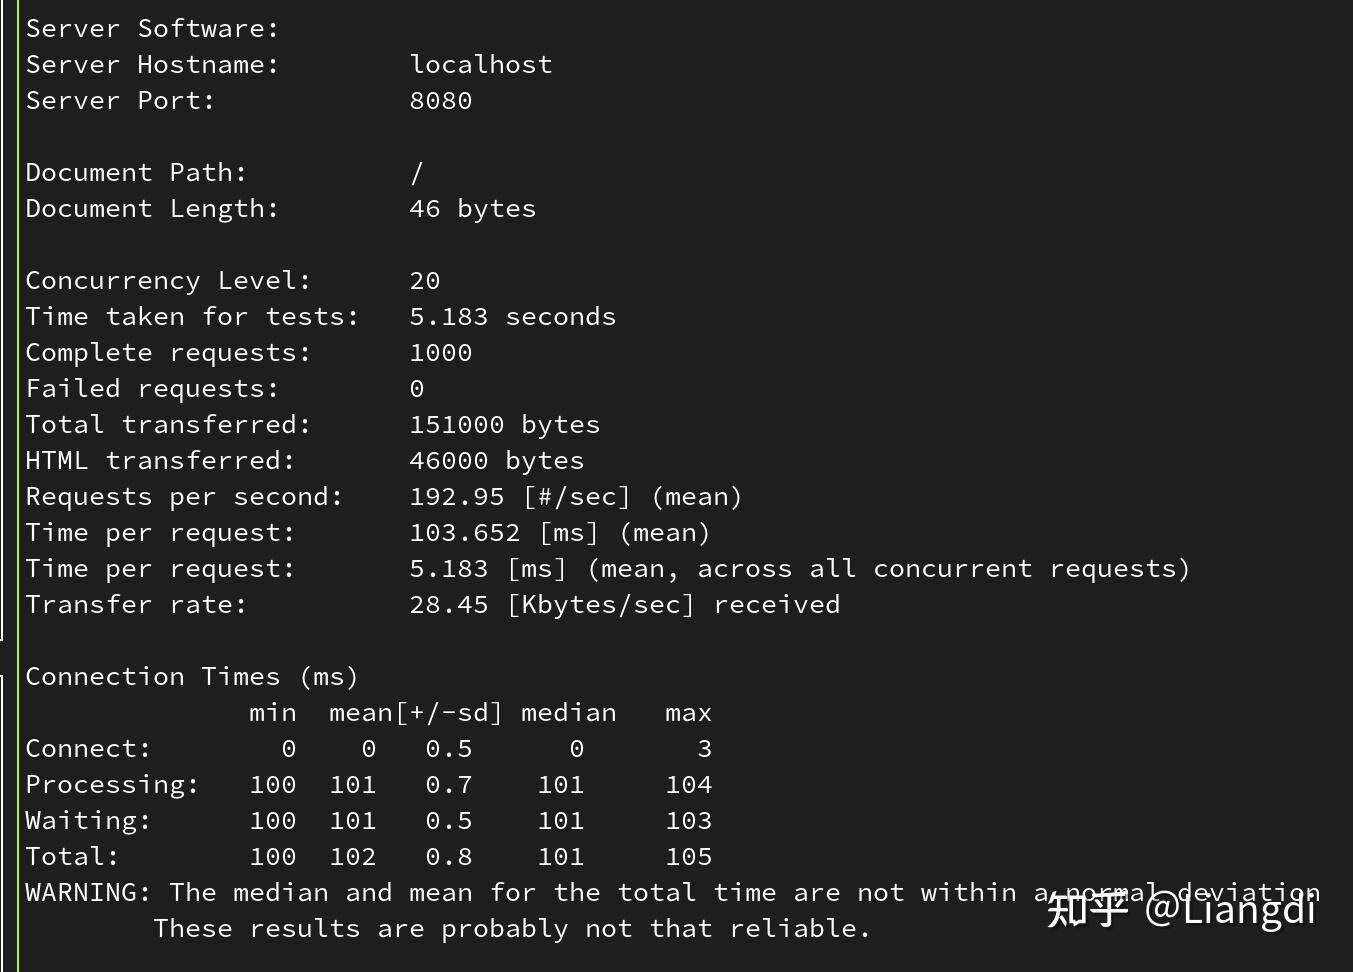 Server Software:
Server Hostname:        localhost
Server Port:            8080

Document Path:          /
Document Length:        46 bytes

Concurrency Level:      20
Time taken for tests:   5.183 seconds
Complete requests:      1000
Failed requests:        0
Total transferred:      151000 bytes
HTML transferred:       46000 bytes
Requests per second:    192.95 [#/sec] (mean)
Time per request:       103.652 [ms] (mean)
Time per request:       5.183 [ms] (mean, across all concurrent requests)
Transfer rate:          28.45 [Kbytes/sec] received

Connection Times (ms)
              min  mean[+/-sd] median   max
Connect:        0    0   0.5      0       3
Processing:   100  101   0.7    101     104
Waiting:      100  101   0.5    101     103
Total:        100  102   0.8    101     105
WARNING: The median and mean for the total time are not within a normal deviation
        These results are probably not that reliable.
知乎 @Liangdi